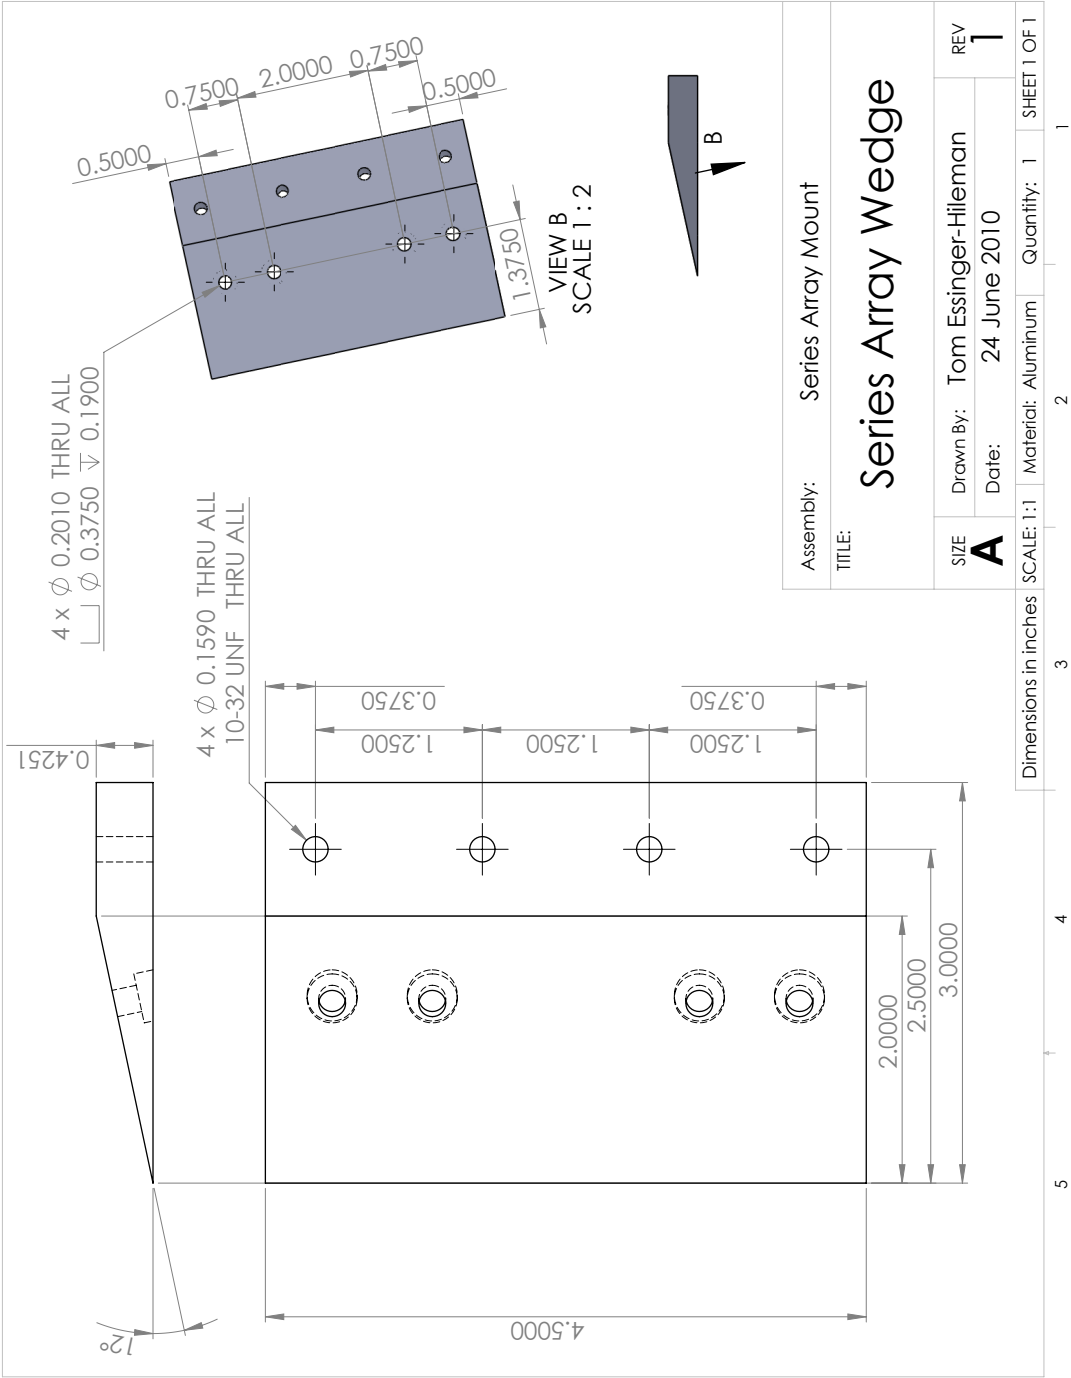 0.4251
12°
4 x ∅ 0.2010 THRU ALL
⌴ ∅ 0.3750 ↧ 0.1900
4 x ∅ 0.1590 THRU ALL
10-32 UNF THRU ALL
0.3750
1.2500
1.2500
1.2500
0.3750
4.5000
2.0000
2.5000
3.0000
0.5000
0.7500
2.0000
0.7500
0.5000
1.3750
VIEW B
SCALE 1 : 2
B
Assembly: Series Array Mount
TITLE:
Series Array Wedge
SIZE
A
Drawn By: Tom Essinger-Hileman
Date: 24 June 2010
REV
1
Dimensions in inches SCALE: 1:1 Material: Aluminum Quantity: 1 SHEET 1 OF 1
5 4 3 2 1